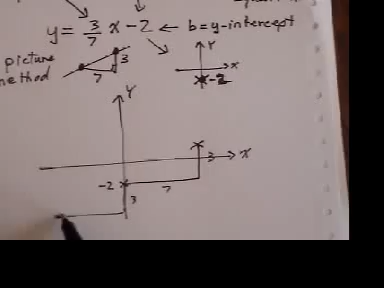 y = 3/7 x - 2 ← b = y-intercept
picture
method
3
7
Y
x
-2
Y
3
X
-2
7
3